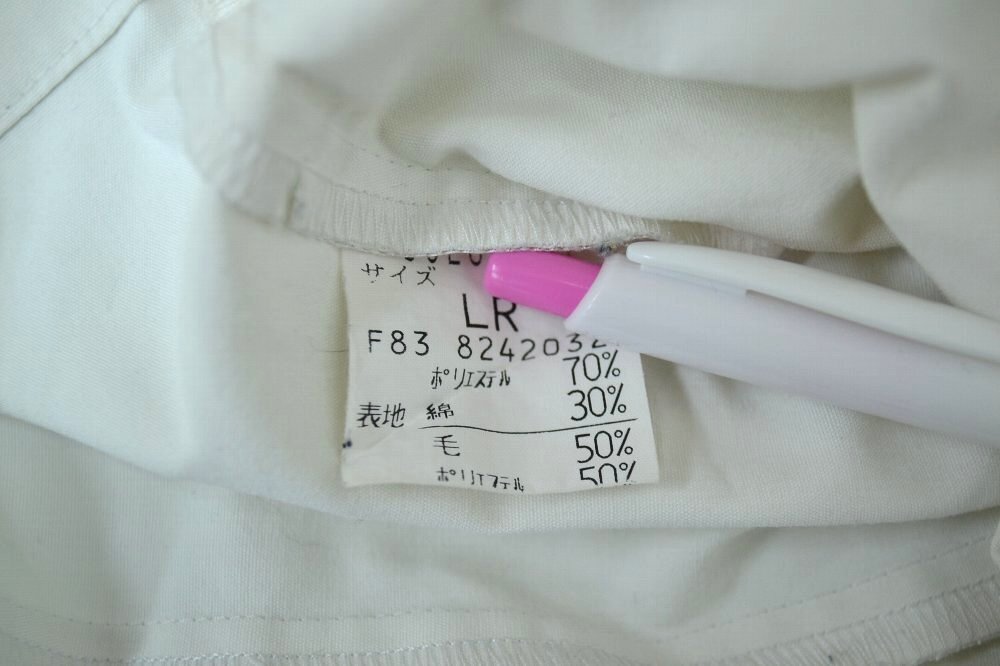 サイズ
LR
F83 8242032
ポリエステル 70%
表地 綿 30%
毛 50%
ポリエステル 50%